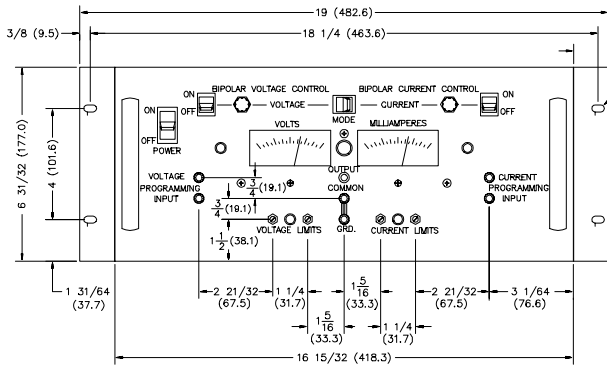 19 (482.6)
3/8 (9.5)
18 1/4 (463.6)
ON
OFF
BIPOLAR VOLTAGE CONTROL
VOLTAGE
MODE
BIPOLAR CURRENT CONTROL
CURRENT
ON
OFF
ON
OFF
POWER
VOLTS
MILLIAMPERES
6 31/32 (177.0)
4 (101.6)
VOLTAGE
PROGRAMMING
INPUT
3/4 (19.1)
3/4 (19.1)
1 1/2 (38.1)
OUTPUT
COMMON
GRD.
VOLTAGE LIMITS
CURRENT LIMITS
CURRENT
PROGRAMMING
INPUT
1 31/64
(37.7)
2 21/32
(67.5)
1 1/4
(31.7)
1 5/16
(33.3)
1 5/16
(33.3)
1 1/4
(31.7)
2 21/32
(67.5)
3 1/64
(76.6)
16 15/32 (418.3)